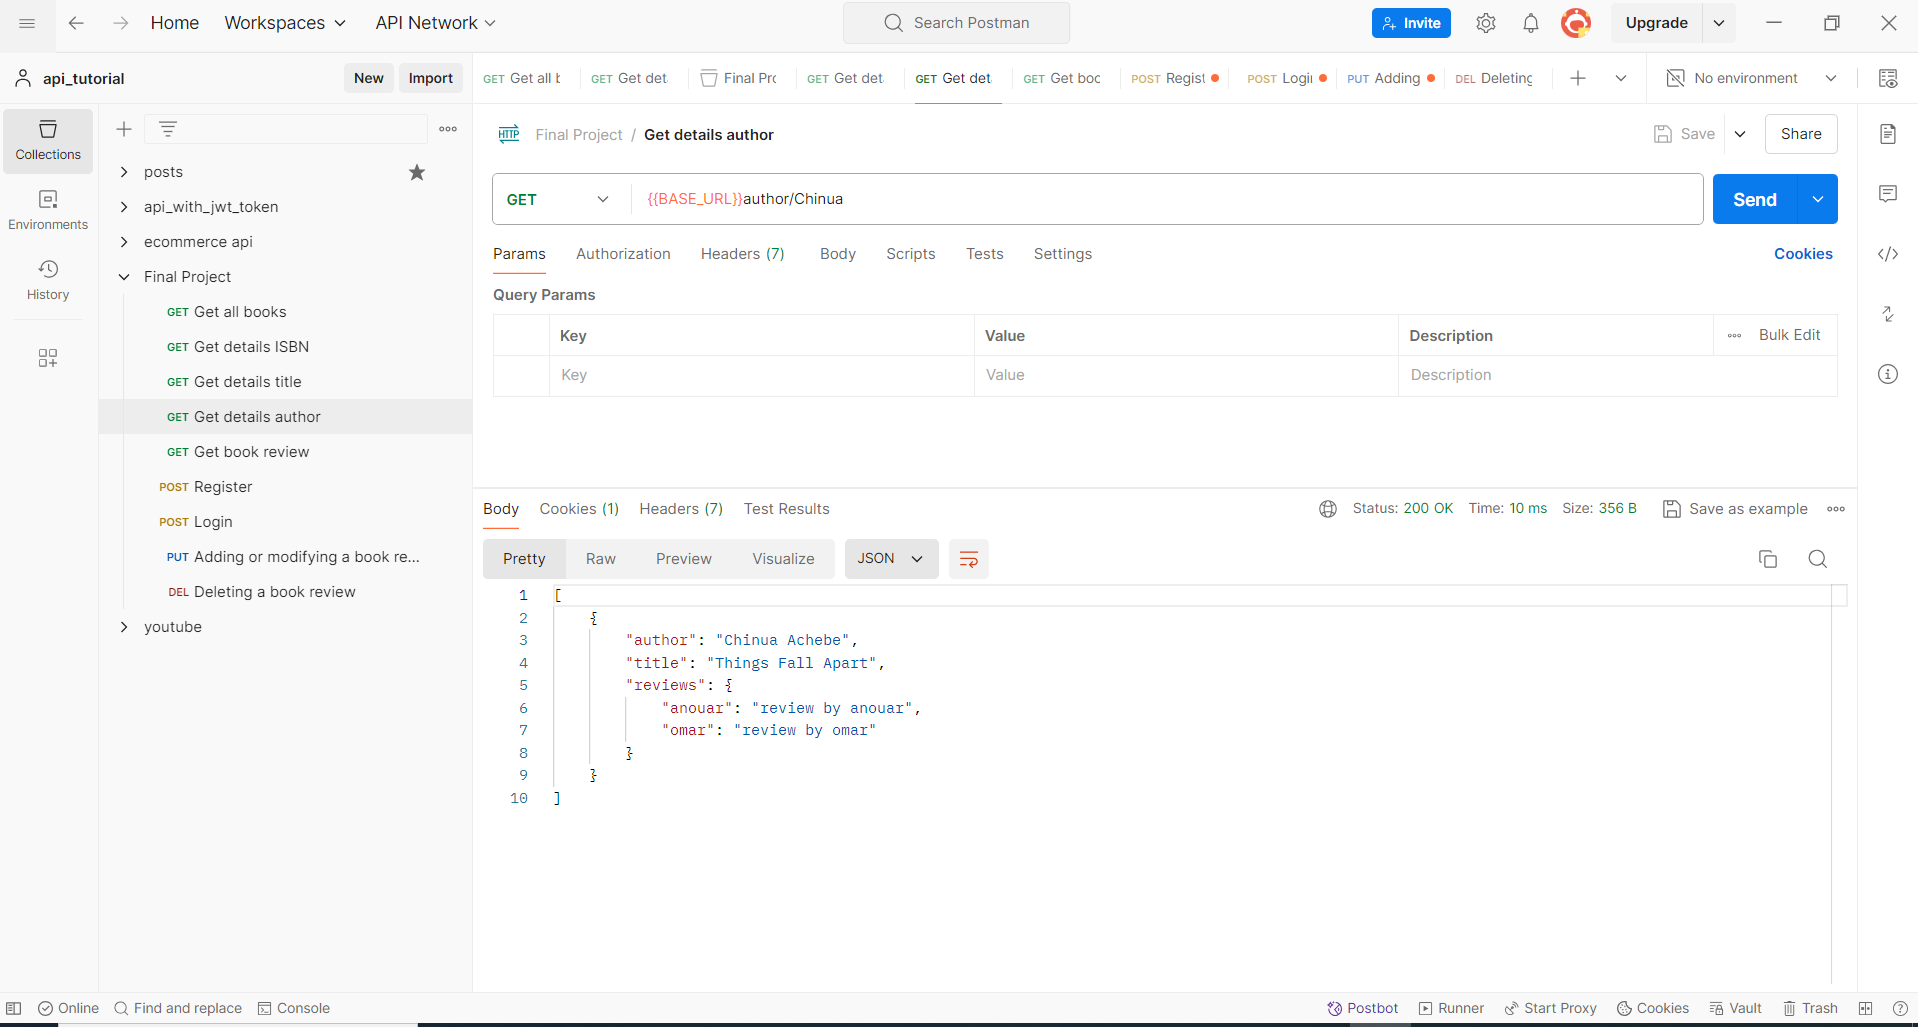 Home Workspaces API Network Search Postman Invite Upgrade
api_tutorial New Import
GET Get all b GET Get det Final Prc GET Get det GET Get det GET Get boc POST Regist POST Login PUT Adding DEL Deleting No environment
Collections
Environments
History
posts
api_with_jwt_token
ecommerce api
Final Project
GET Get all books
GET Get details ISBN
GET Get details title
GET Get details author
GET Get book review
POST Register
POST Login
PUT Adding or modifying a book re...
DEL Deleting a book review
youtube
HTTP Final Project / Get details author Save Share
GET {{BASE_URL}}author/Chinua Send
Params Authorization Headers (7) Body Scripts Tests Settings Cookies
Query Params
Key Value Description Bulk Edit
Key Value Description
Body Cookies (1) Headers (7) Test Results Status: 200 OK Time: 10 ms Size: 356 B Save as example
Pretty Raw Preview Visualize JSON
1 [
2 {
3 "author": "Chinua Achebe",
4 "title": "Things Fall Apart",
5 "reviews": {
6 "anouar": "review by anouar",
7 "omar": "review by omar"
8 }
9 }
10 ]
Online Find and replace Console Postbot Runner Start Proxy Cookies Vault Trash